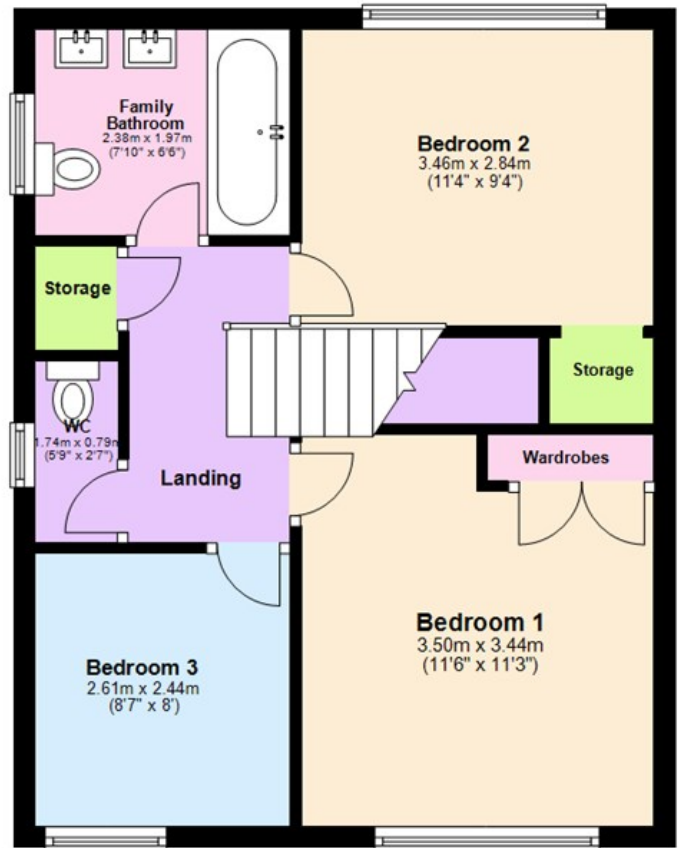 Family
Bathroom
2.38m x 1.97m
(7'10" x 6'6")
Bedroom 2
3.46m x 2.84m
(11'4" x 9'4")
Storage
Storage
WC
1.74m x 0.79m
(5'9" x 2'7")
Wardrobes
Landing
Bedroom 1
3.50m x 3.44m
(11'6" x 11'3")
Bedroom 3
2.61m x 2.44m
(8'7" x 8')